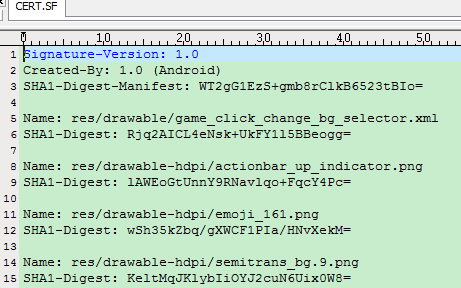 CERT.SF
0 10 20 30 40 50
1 Signature-Version: 1.0
2 Created-By: 1.0 (Android)
3 SHA1-Digest-Manifest: WT2gG1EzS+gmb8rClkB6523tBIo=
4
5 Name: res/drawable/game_click_change_bg_selector.xml
6 SHA1-Digest: Rjq2AICL4eNsk+UkFY1l5BBeogg=
7
8 Name: res/drawable-hdpi/actionbar_up_indicator.png
9 SHA1-Digest: lAWEoGtUnnY9RNavlqo+FqcY4Pc=
10
11 Name: res/drawable-hdpi/emoji_161.png
12 SHA1-Digest: wSh35kZbq/gXWCF1PIa/HNvXekM=
13
14 Name: res/drawable-hdpi/semitrans_bg.9.png
15 SHA1-Digest: KeltMqJKlybIiOYJ2cuN6Uix0W8=